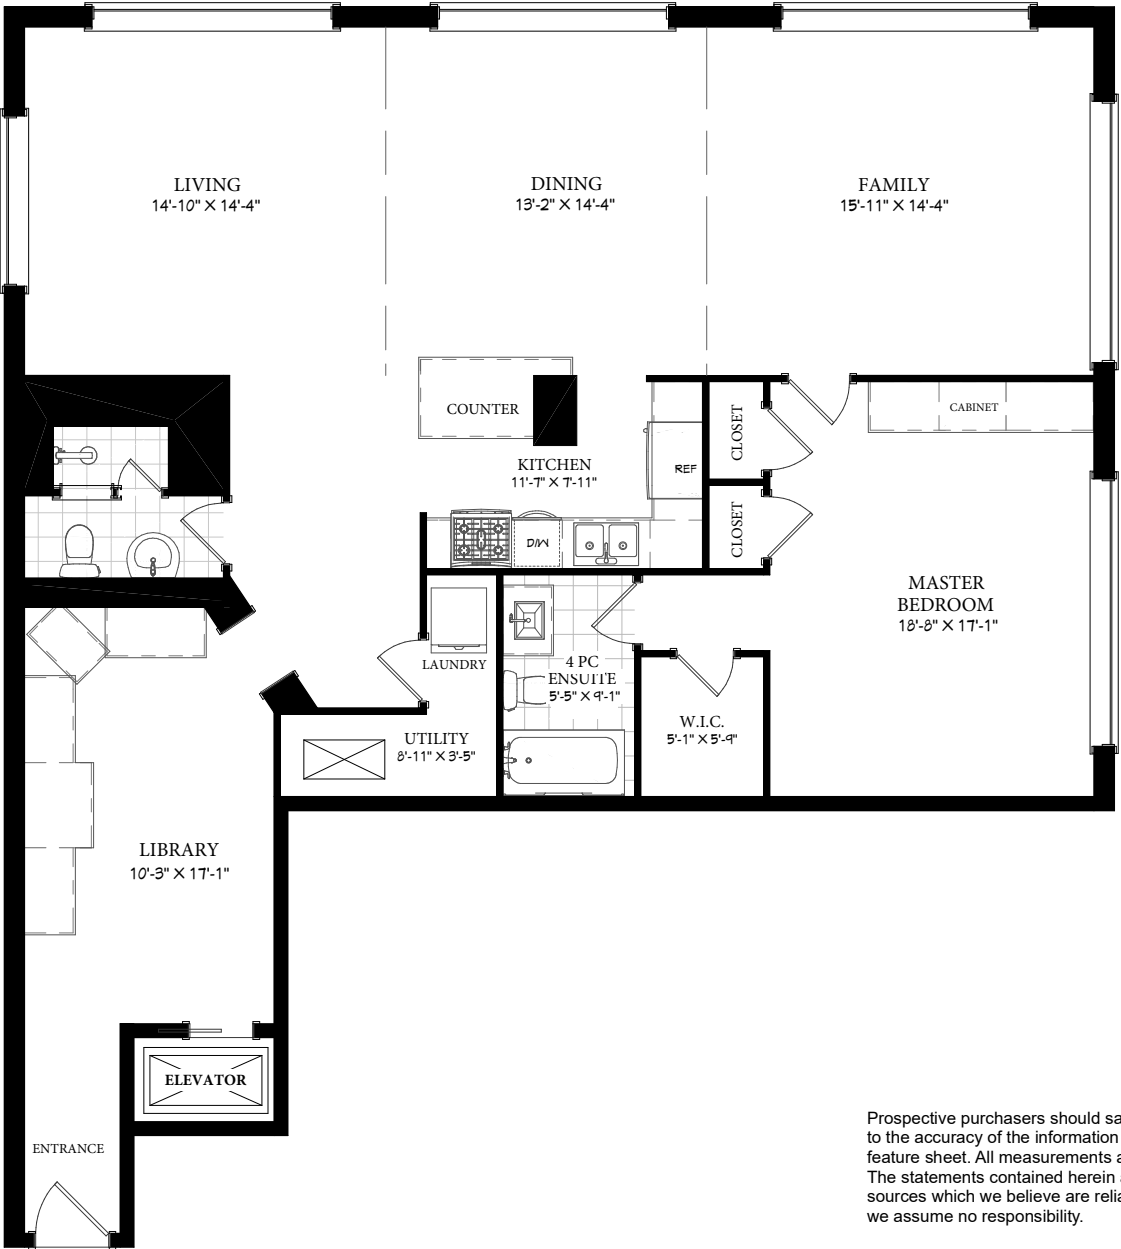 LIVING
14'-10" X 14'-4"
DINING
13'-2" X 14'-4"
FAMILY
15'-11" X 14'-4"
COUNTER
CLOSET
CABINET
KITCHEN
11'-7" X 7'-11"
REF
CLOSET
D/W
MASTER
BEDROOM
18'-8" X 17'-1"
LAUNDRY
4 PC
ENSUITE
5'-5" X 9'-1"
W.I.C.
5'-1" X 5'-9"
UTILITY
8'-11" X 3'-5"
LIBRARY
10'-3" X 17'-1"
ELEVATOR
ENTRANCE
Prospective purchasers should sa
to the accuracy of the information
feature sheet. All measurements a
The statements contained herein a
sources which we believe are relia
we assume no responsibility.